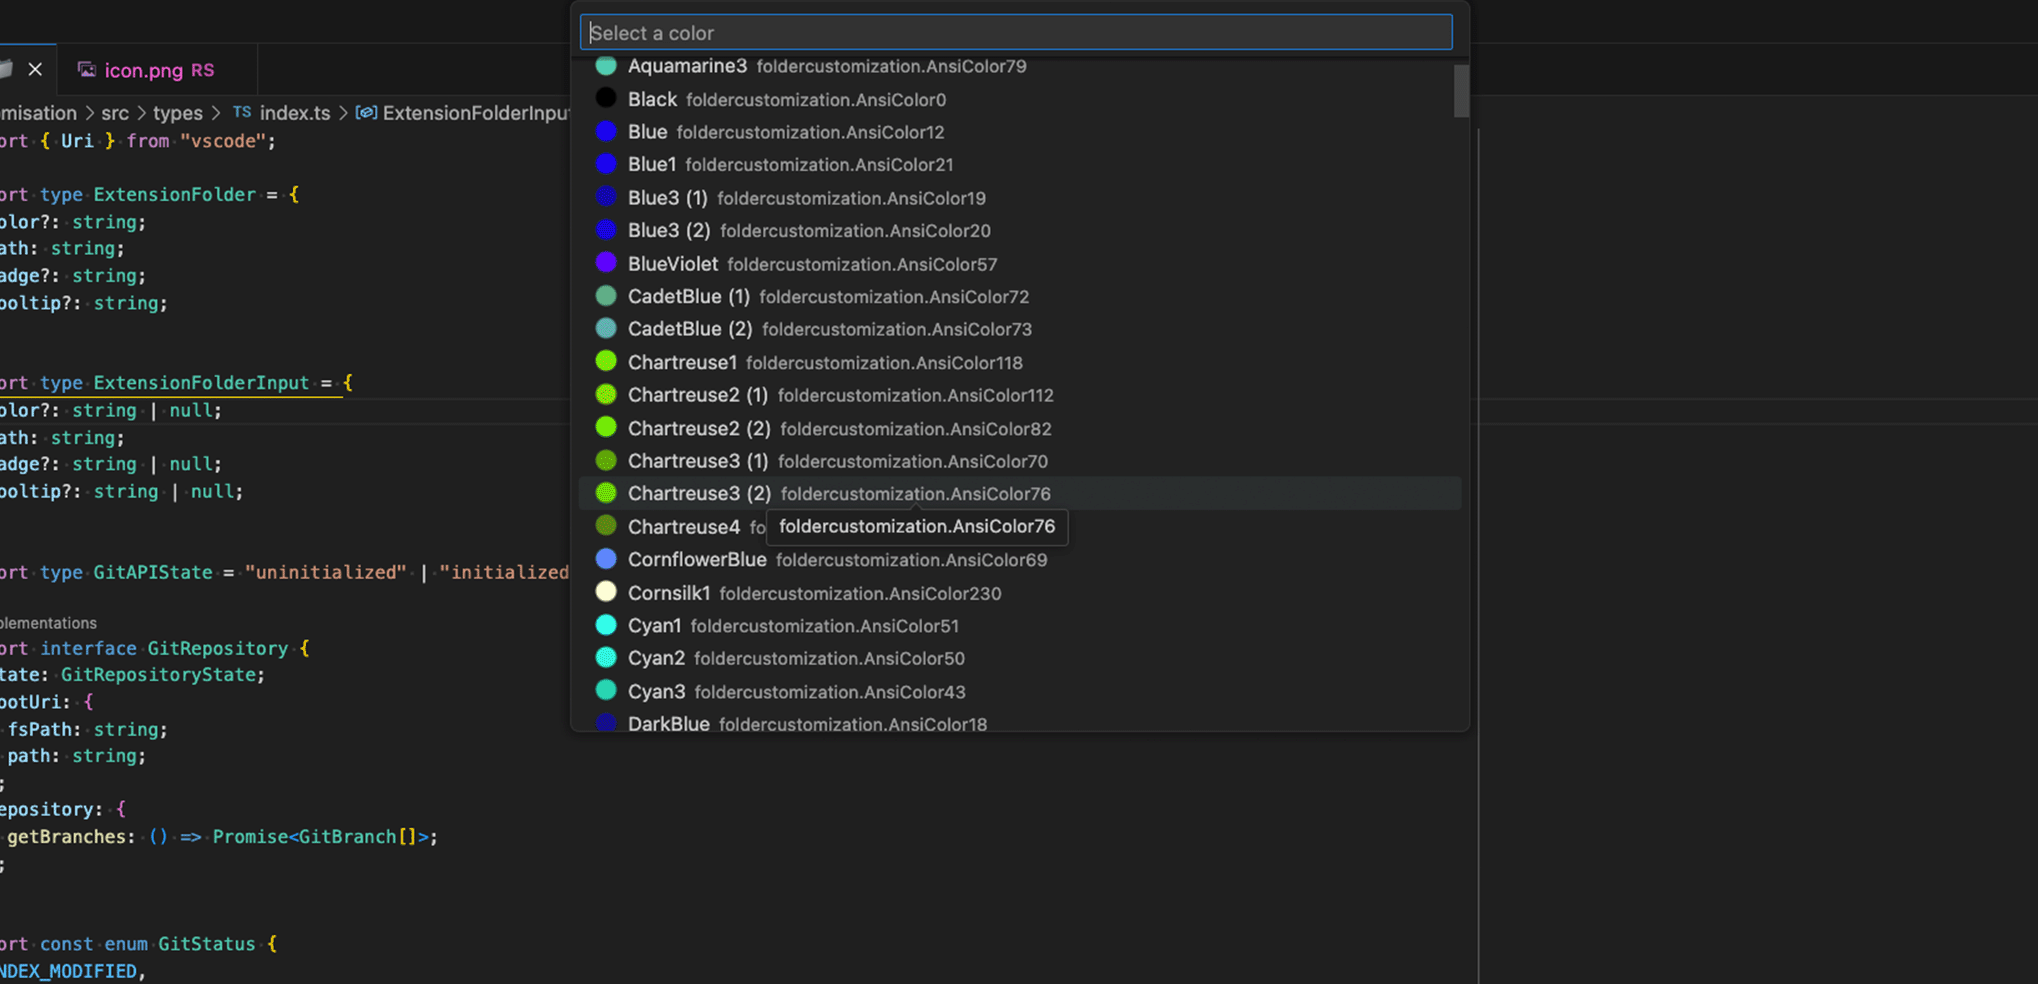 Select a color
icon.png RS
misation > src > types > TS index.ts > ExtensionFolderInpu
ort { Uri } from "vscode";
ort type ExtensionFolder = {
olor?: string;
ath: string;
adge?: string;
ooltip?: string;
ort type ExtensionFolderInput = {
olor?: string | null;
ath: string;
adge?: string | null;
ooltip?: string | null;
ort type GitAPIState = "uninitialized" | "initialized
plementations
ort interface GitRepository {
tate: GitRepositoryState;
ootUri: {
fsPath: string;
path: string;
;
epository: {
getBranches: () => Promise<GitBranch[]>;
;
ort const enum GitStatus {
NDEX_MODIFIED,
Aquamarine3 foldercustomization.AnsiColor79
Black foldercustomization.AnsiColor0
Blue foldercustomization.AnsiColor12
Blue1 foldercustomization.AnsiColor21
Blue3 (1) foldercustomization.AnsiColor19
Blue3 (2) foldercustomization.AnsiColor20
BlueViolet foldercustomization.AnsiColor57
CadetBlue (1) foldercustomization.AnsiColor72
CadetBlue (2) foldercustomization.AnsiColor73
Chartreuse1 foldercustomization.AnsiColor118
Chartreuse2 (1) foldercustomization.AnsiColor112
Chartreuse2 (2) foldercustomization.AnsiColor82
Chartreuse3 (1) foldercustomization.AnsiColor70
Chartreuse3 (2) foldercustomization.AnsiColor76
Chartreuse4 fo
foldercustomization.AnsiColor76
CornflowerBlue foldercustomization.AnsiColor69
Cornsilk1 foldercustomization.AnsiColor230
Cyan1 foldercustomization.AnsiColor51
Cyan2 foldercustomization.AnsiColor50
Cyan3 foldercustomization.AnsiColor43
DarkBlue foldercustomization.AnsiColor18